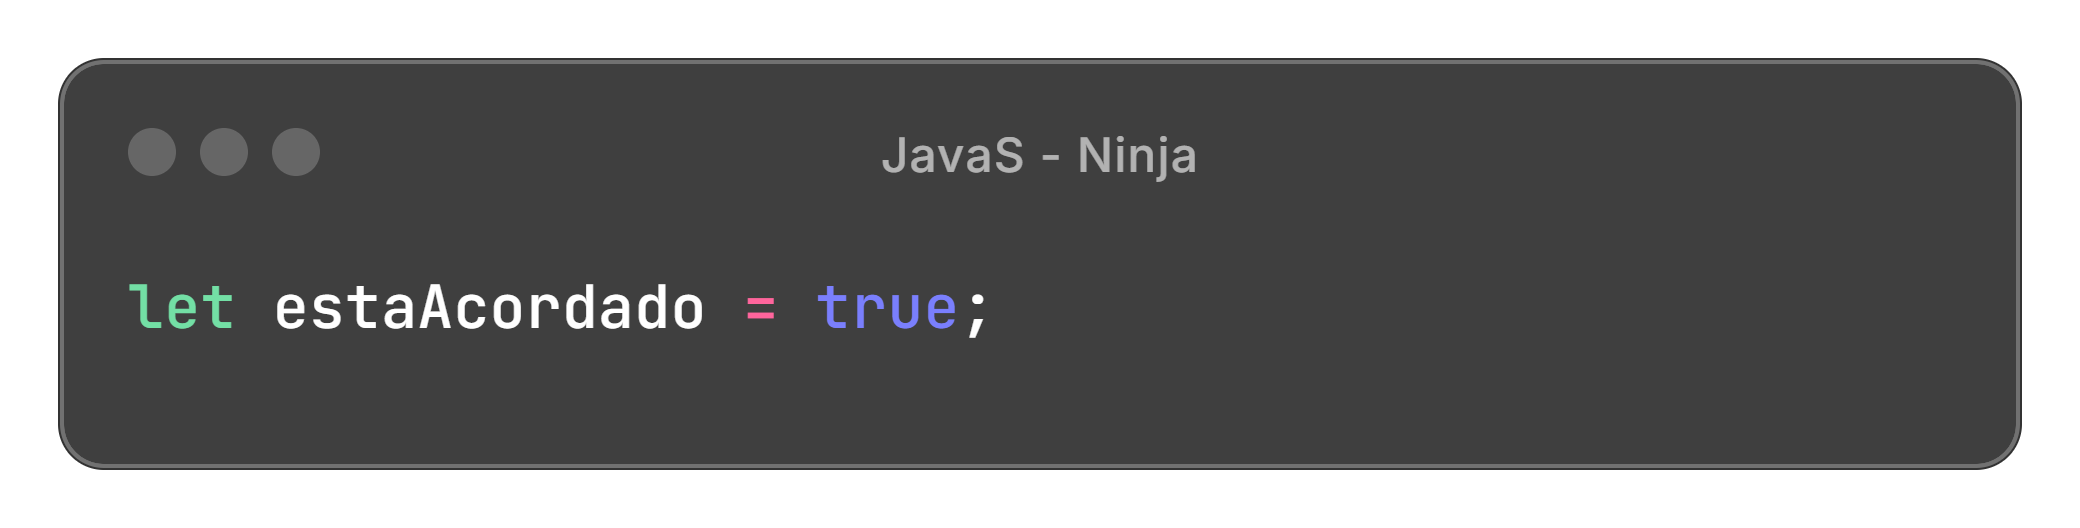 JavaS - Ninja
let estaAcordado = true;